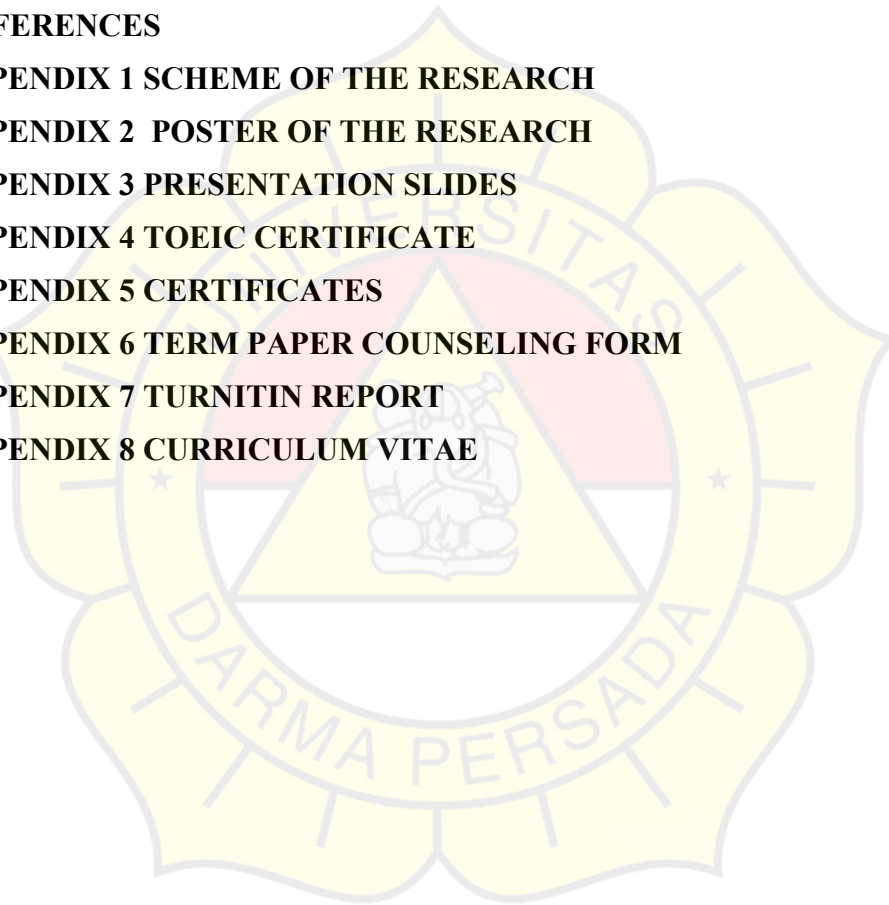 FERENCES
PENDIX 1 SCHEME OF THE RESEARCH
PENDIX 2 POSTER OF THE RESEARCH
PENDIX 3 PRESENTATION SLIDES
PENDIX 4 TOEIC CERTIFICATE
PENDIX 5 CERTIFICATES
PENDIX 6 TERM PAPER COUNSELING FORM
PENDIX 7 TURNITIN REPORT
PENDIX 8 CURRICULUM VITAE
UNIVERSITAS
DARMA PERSADA